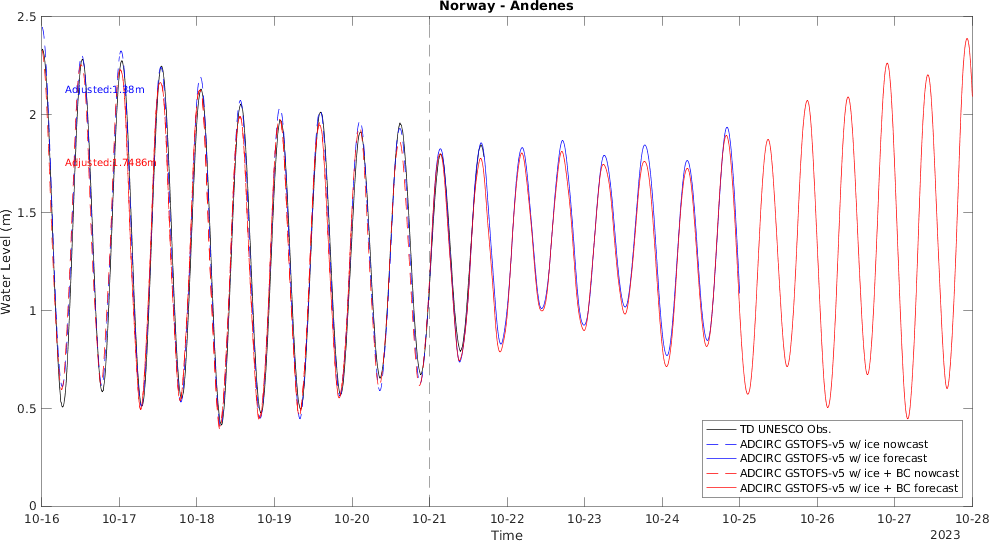 Norway - Andenes
2.5
2
1.5
1
0.5
0
Water Level (m)
Adjusted:1.38m
Adjusted:1.7486m
TD UNESCO Obs.
ADCIRC GSTOFS-v5 w/ ice nowcast
ADCIRC GSTOFS-v5 w/ ice forecast
ADCIRC GSTOFS-v5 w/ ice + BC nowcast
ADCIRC GSTOFS-v5 w/ ice + BC forecast
10-16 10-17 10-18 10-19 10-20 10-21 10-22 10-23 10-24 10-25 10-26 10-27 10-28
Time
2023